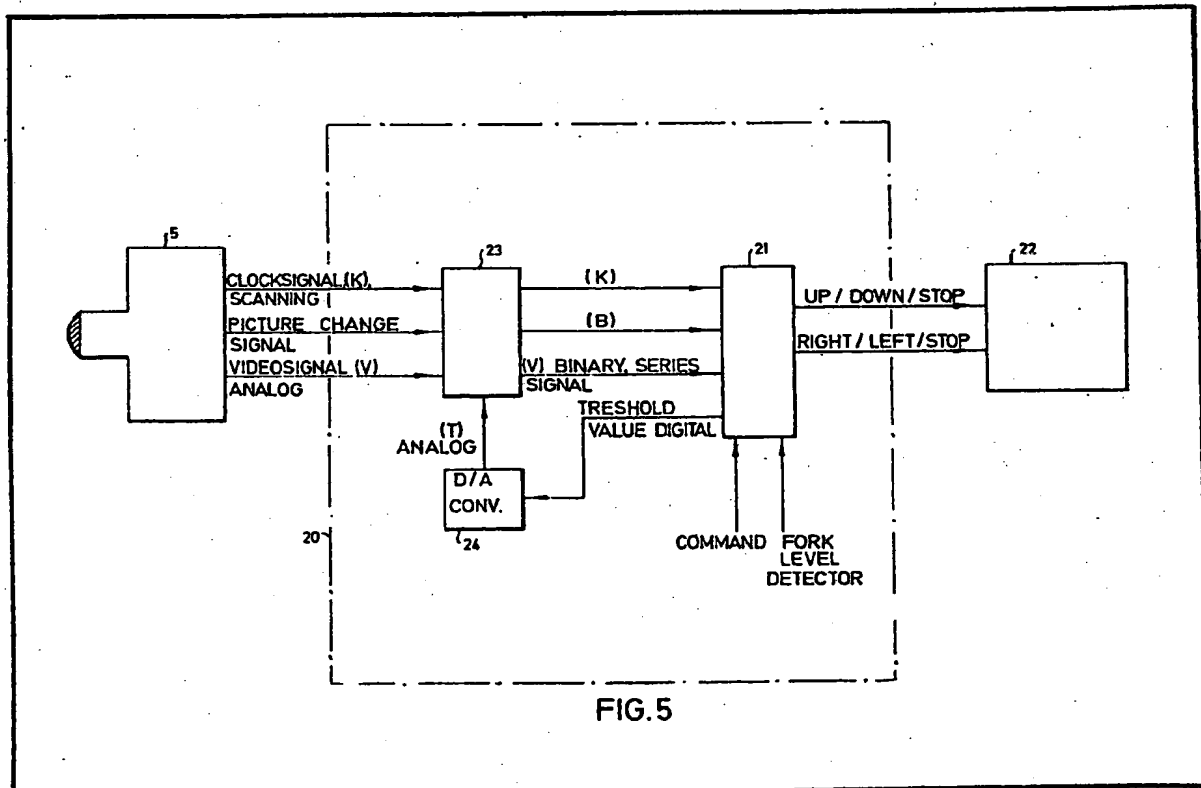 5
CLOCKSIGNAL(K),
SCANNING
PICTURE CHANGE
SIGNAL
VIDEOSIGNAL (V)
ANALOG
23
(K)
(B)
(V) BINARY, SERIES
SIGNAL
TRESHOLD
VALUE DIGITAL
(T)
ANALOG
D/A
CONV.
24
20
21
UP / DOWN / STOP
RIGHT / LEFT / STOP
22
COMMAND
FORK
LEVEL
DETECTOR
FIG.5